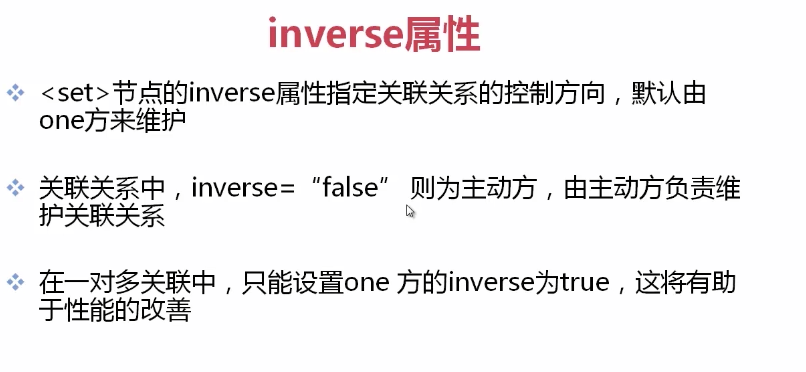 inverse属性
<set>节点的inverse属性指定关联关系的控制方向，默认由
one方来维护
关联关系中，inverse=“false” 则为主动方，由主动方负责维
护关联关系
在一对多关联中，只能设置one 方的inverse为true，这将有助
于性能的改善